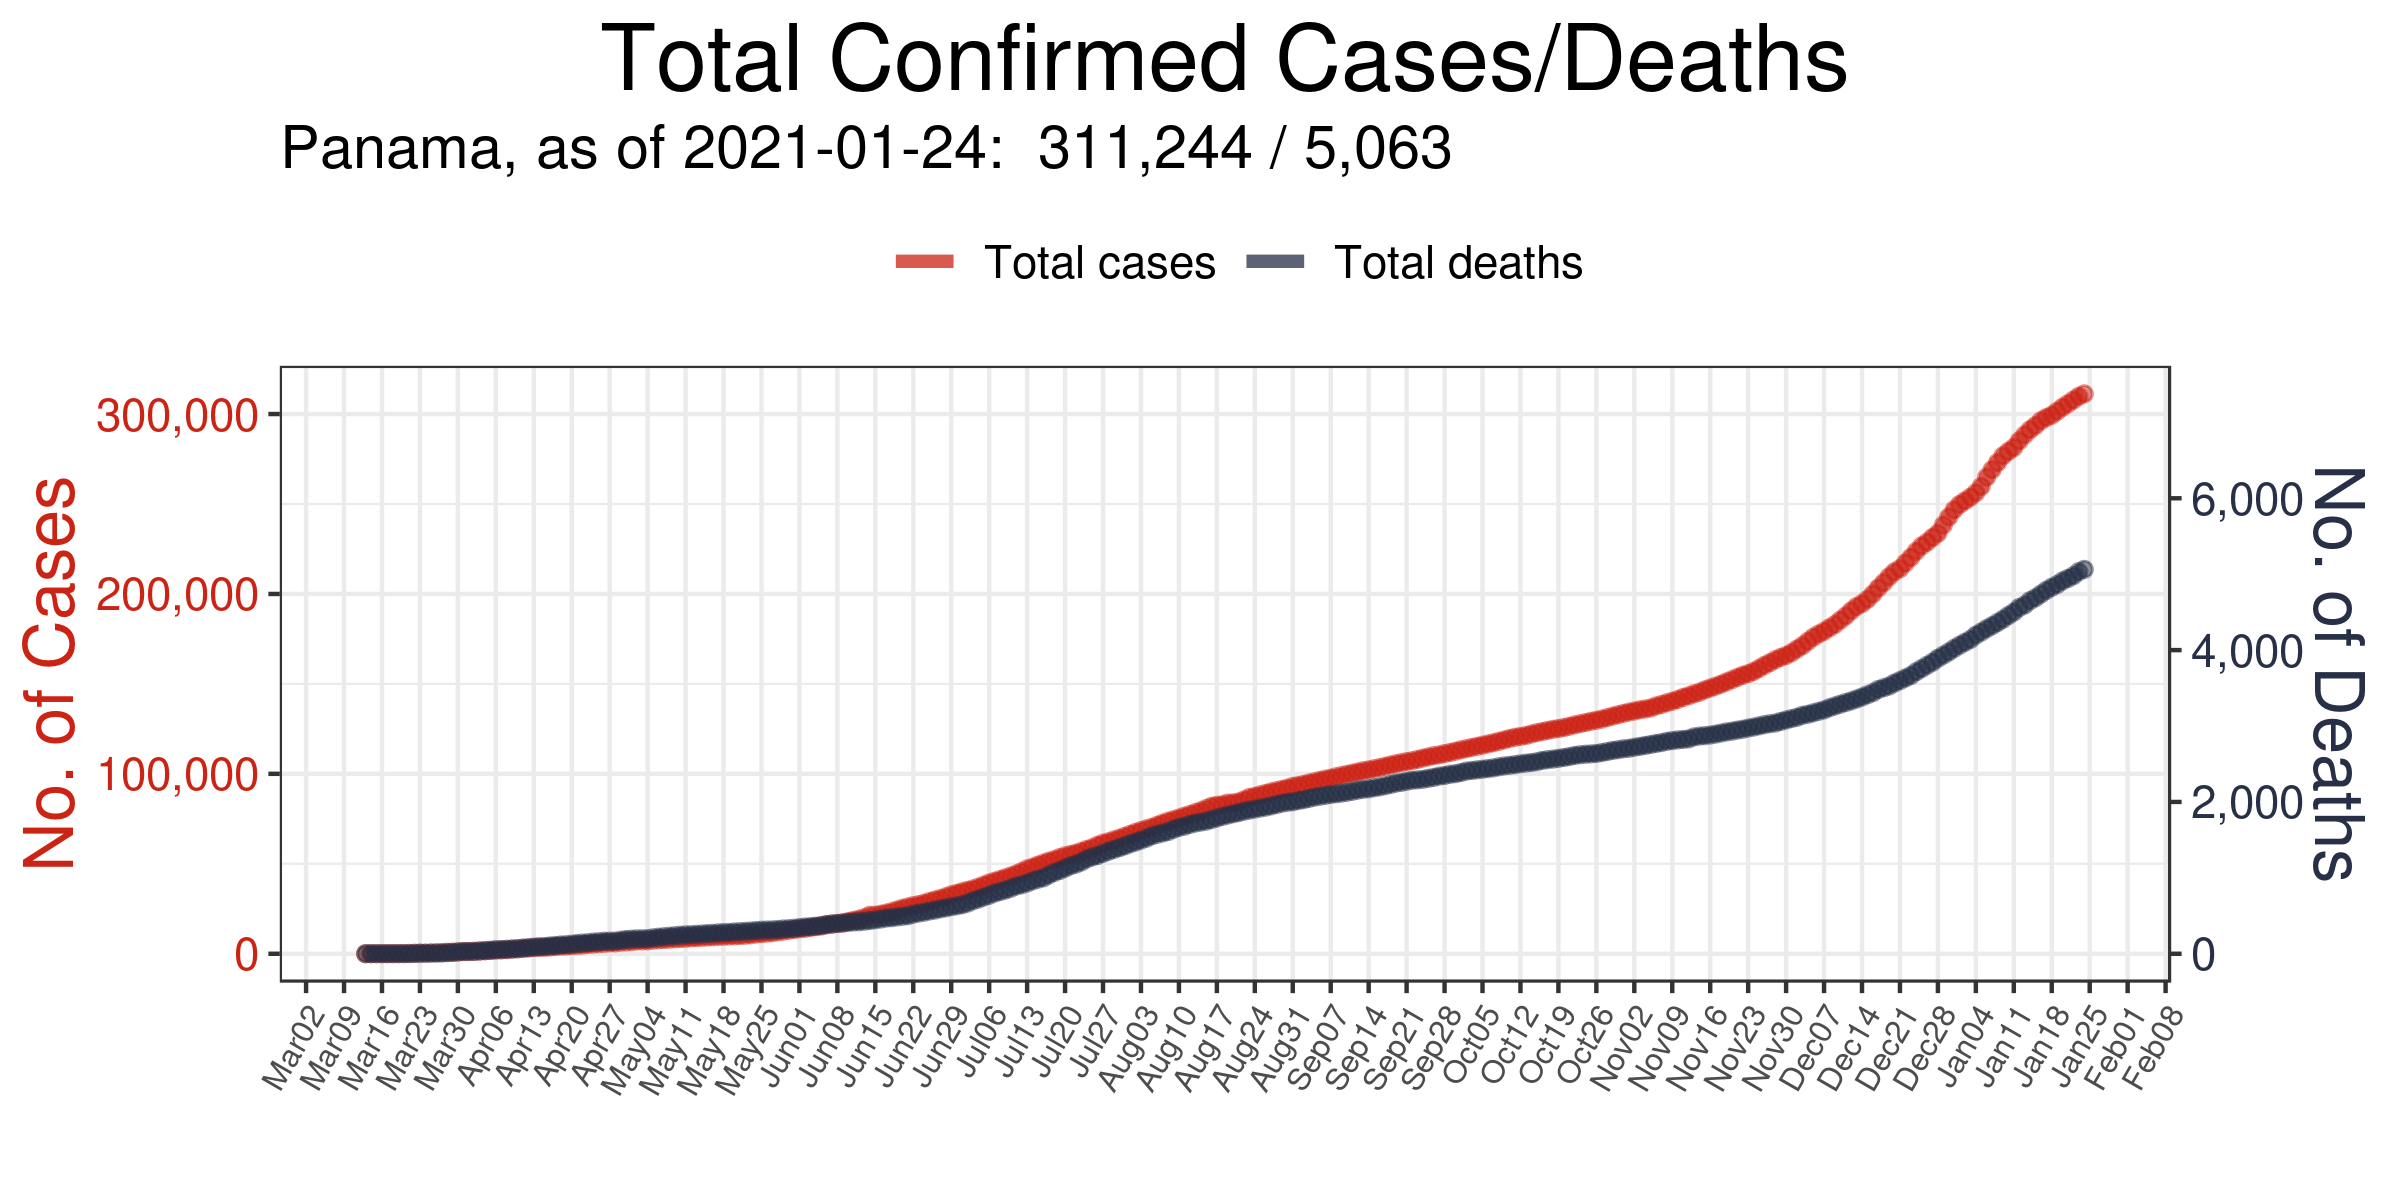 Total Confirmed Cases/Deaths
Panama, as of 2021-01-24: 311,244 / 5,063
Total cases
Total deaths
No. of Cases
300,000
200,000
100,000
0
6,000
4,000
2,000
0
No. of Deaths
Mar02
Mar09
Mar16
Mar23
Mar30
Apr06
Apr13
Apr20
Apr27
May04
May11
May18
May25
Jun01
Jun08
Jun15
Jun22
Jun29
Jul06
Jul13
Jul20
Jul27
Aug03
Aug10
Aug17
Aug24
Aug31
Sep07
Sep14
Sep21
Sep28
Oct05
Oct12
Oct19
Oct26
Nov02
Nov09
Nov16
Nov23
Nov30
Dec07
Dec14
Dec21
Dec28
Jan04
Jan11
Jan18
Jan25
Feb01
Feb08